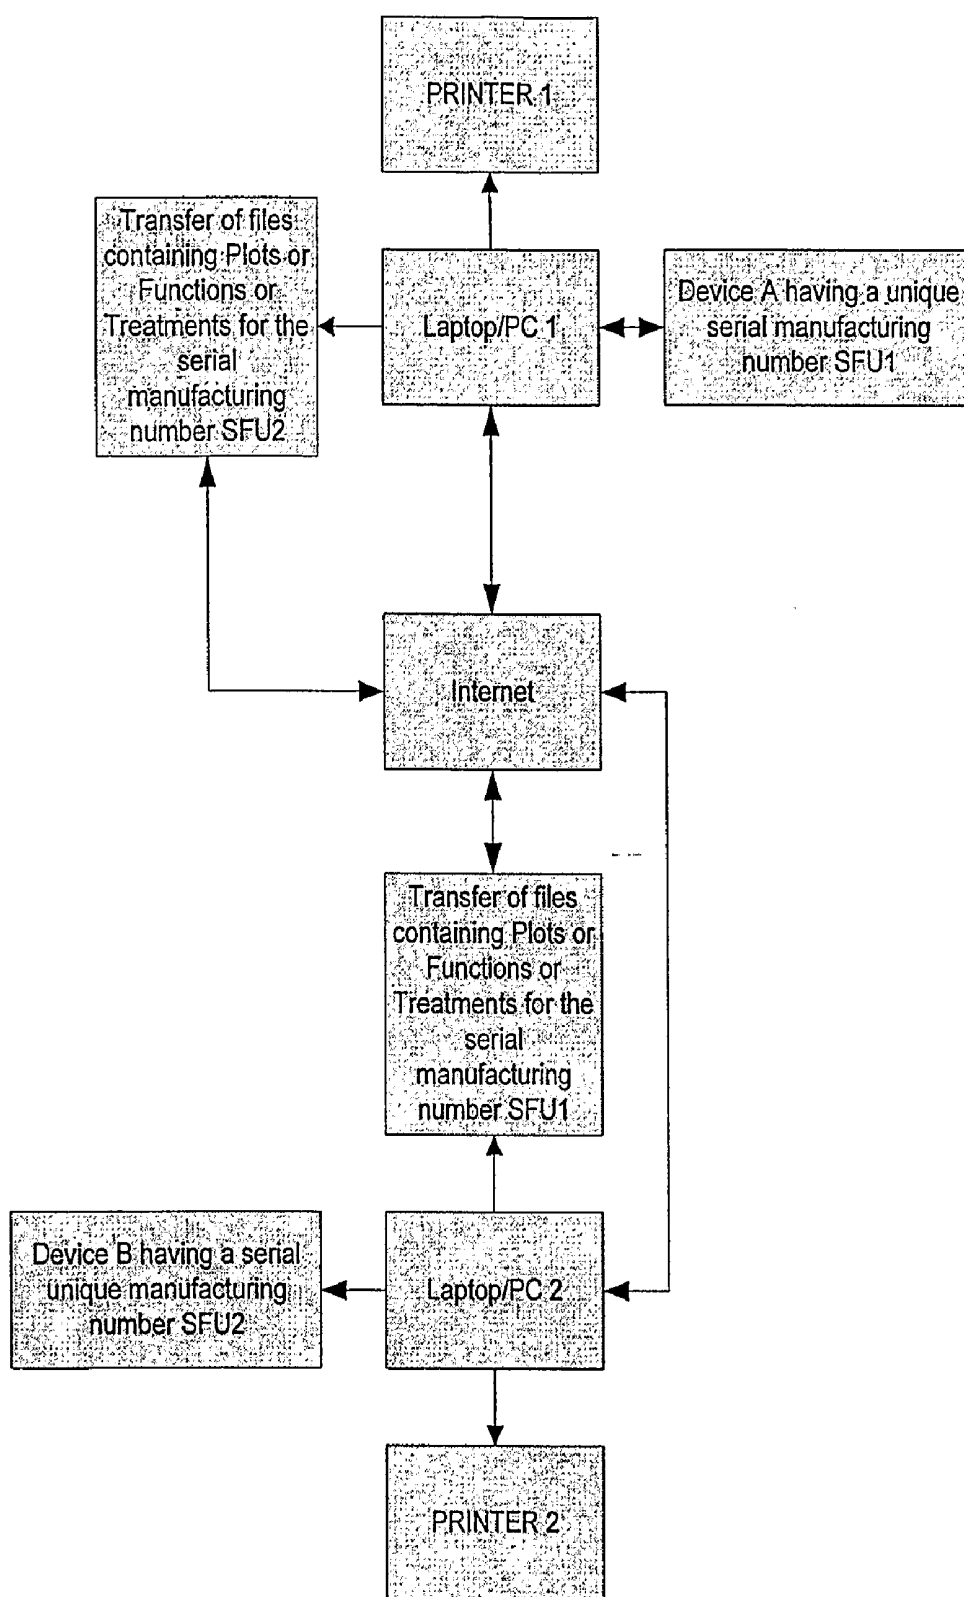 PRINTER 1
Transfer of files
containing Plots or
Functions or
Treatments for the
serial
manufacturing
number SFU2
Laptop/PC 1
Device A having a unique
serial manufacturing
number SFU1
Internet
Transfer of files
containing Plots or
Functions or
Treatments for the
serial
manufacturing
number SFU1
Device B having a serial
unique manufacturing
number SFU2
Laptop/PC 2
PRINTER 2